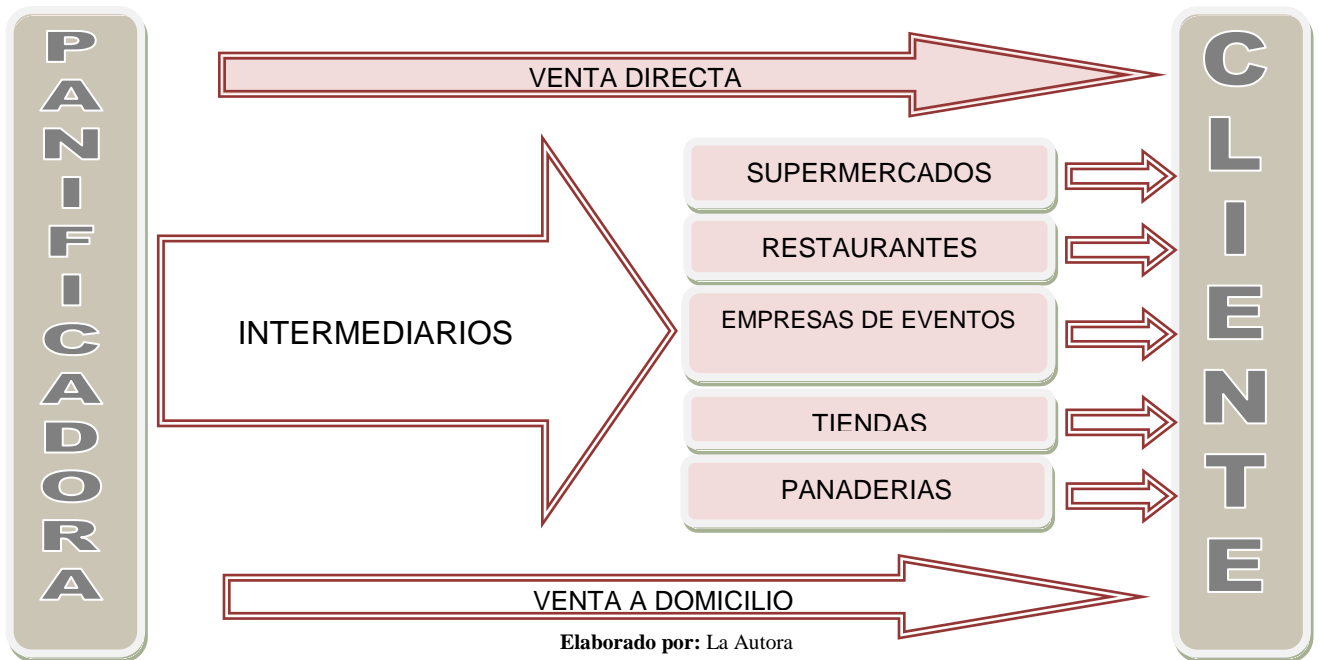 PANIFICADORA
VENTA DIRECTA
INTERMEDIARIOS
SUPERMERCADOS
RESTAURANTES
EMPRESAS DE EVENTOS
TIENDAS
PANADERIAS
VENTA A DOMICILIO
CLIENTE
Elaborado por: La Autora